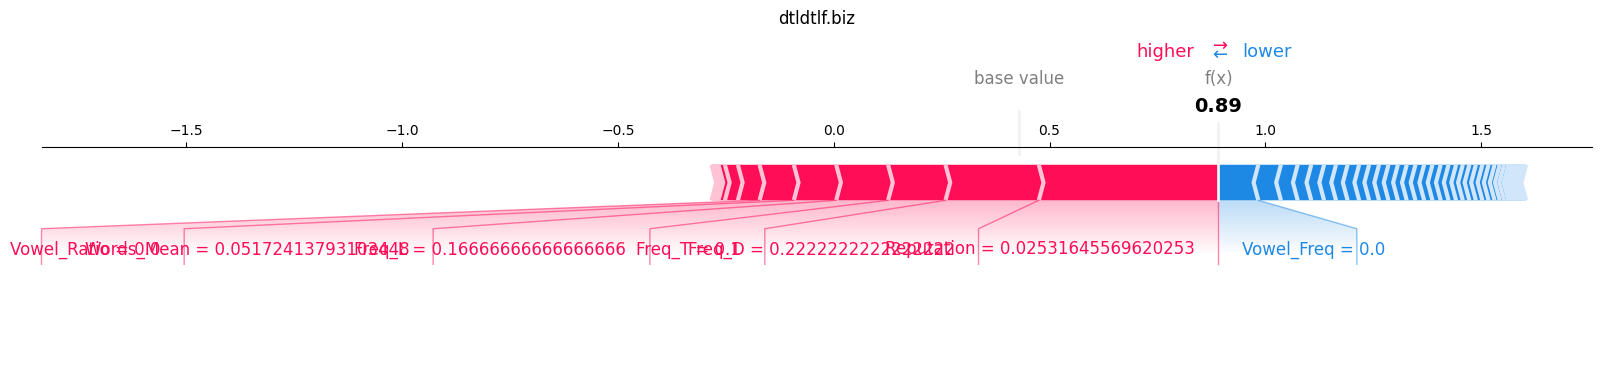 dtldtlf.biz
higher ⇄ lower
base value f(x)
0.89
−1.5 −1.0 −0.5 0.0 0.5 1.0 1.5
Vowel_Ratio = 0.0 Words_Mean = 0.05172413793103448 Freq_L = 0.16666666666666666 Freq_T = 0.1 Freq_D = 0.2222222222222222 Reputation = 0.02531645569620253 Vowel_Freq = 0.0